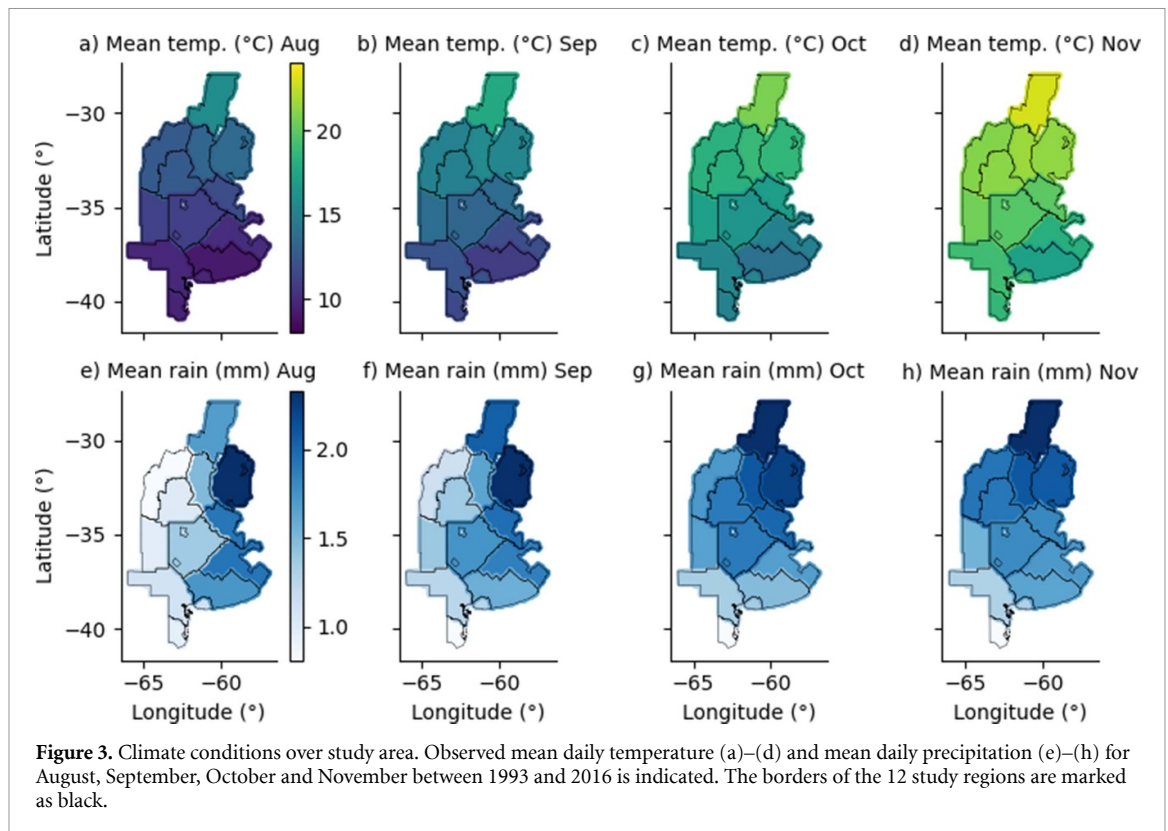 a) Mean temp. (°C) Aug
b) Mean temp. (°C) Sep
c) Mean temp. (°C) Oct
d) Mean temp. (°C) Nov
Latitude (°)
−30
−35
−40
20
15
10
e) Mean rain (mm) Aug
f) Mean rain (mm) Sep
g) Mean rain (mm) Oct
h) Mean rain (mm) Nov
Latitude (°)
−30
−35
−40
2.0
1.5
1.0
−65 −60
−65 −60
−65 −60
−65 −60
Longitude (°)
Longitude (°)
Longitude (°)
Longitude (°)
Figure 3. Climate conditions over study area. Observed mean daily temperature (a)–(d) and mean daily precipitation (e)–(h) for
August, September, October and November between 1993 and 2016 is indicated. The borders of the 12 study regions are marked
as black.